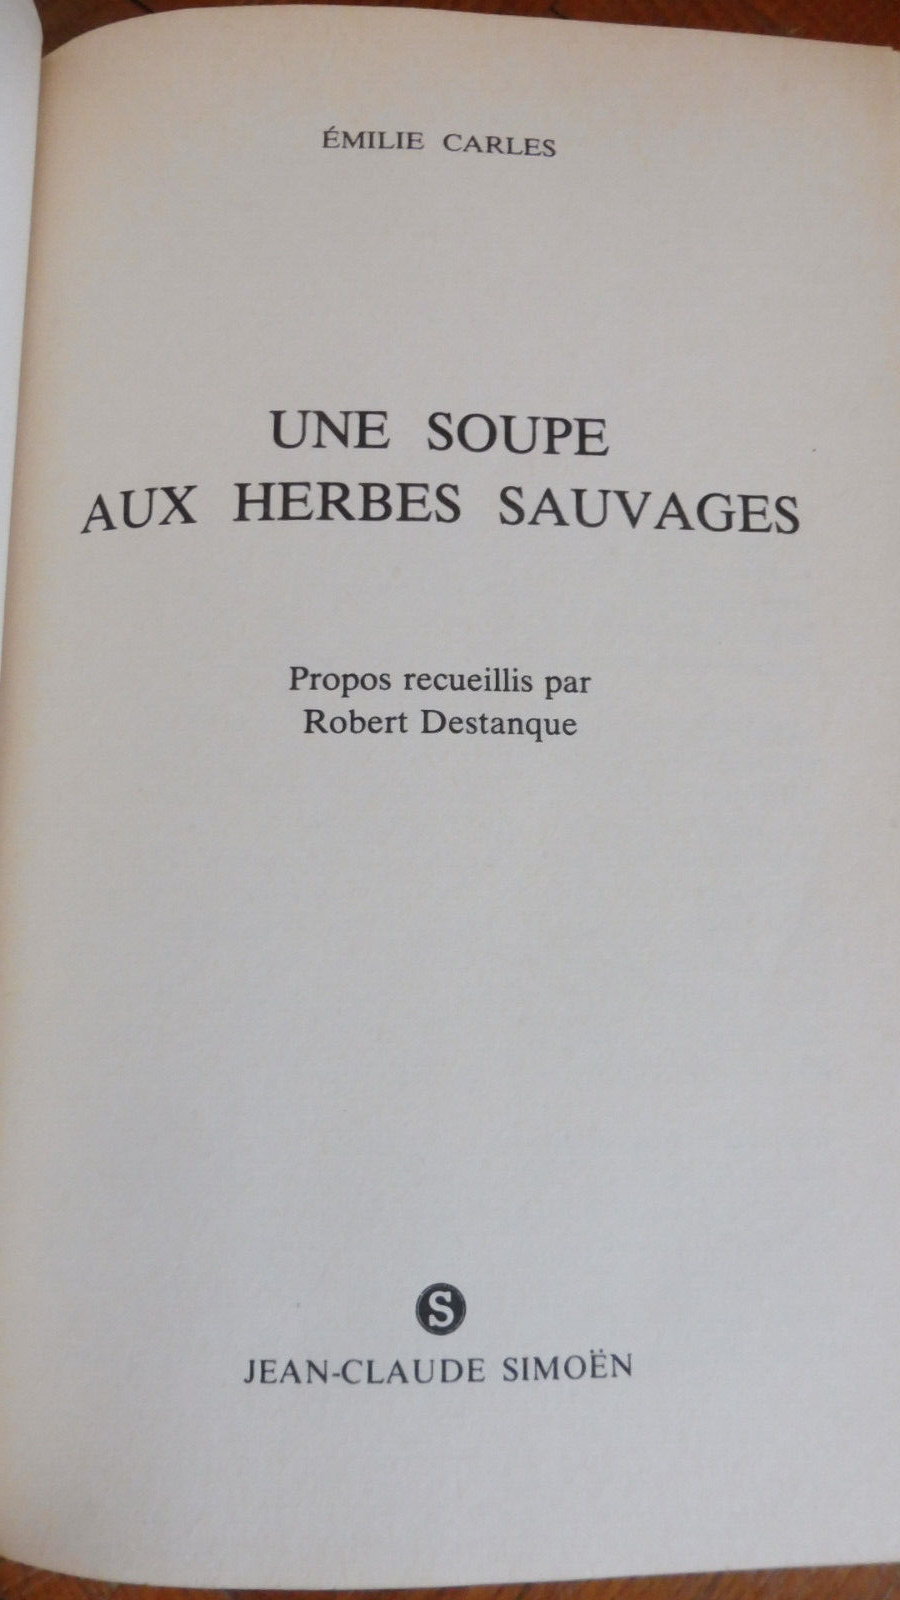 ÉMILIE CARLES
UNE SOUPE
AUX HERBES SAUVAGES
Propos recueillis par
Robert Destanque
S
JEAN-CLAUDE SIMOËN